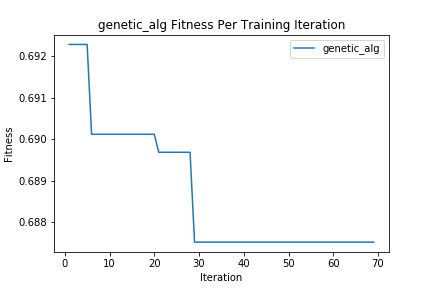 genetic_alg Fitness Per Training Iteration
genetic_alg
Fitness
0.692
0.691
0.690
0.689
0.688
0 10 20 30 40 50 60 70
Iteration